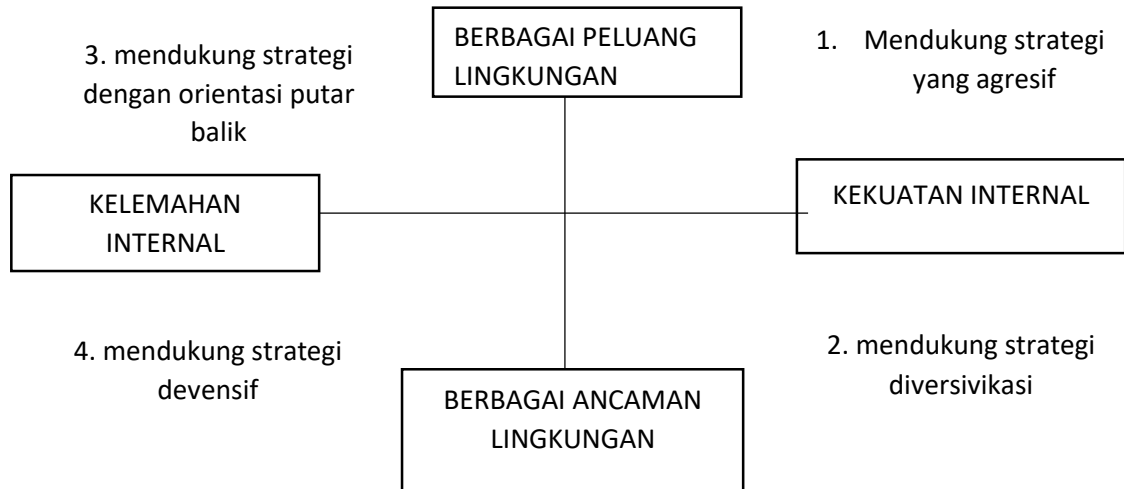 3. mendukung strategi
dengan orientasi putar
balik
BERBAGAI PELUANG
LINGKUNGAN
1. Mendukung strategi
yang agresif
KELEMAHAN
INTERNAL
KEKUATAN INTERNAL
4. mendukung strategi
devensif
BERBAGAI ANCAMAN
LINGKUNGAN
2. mendukung strategi
diversivikasi